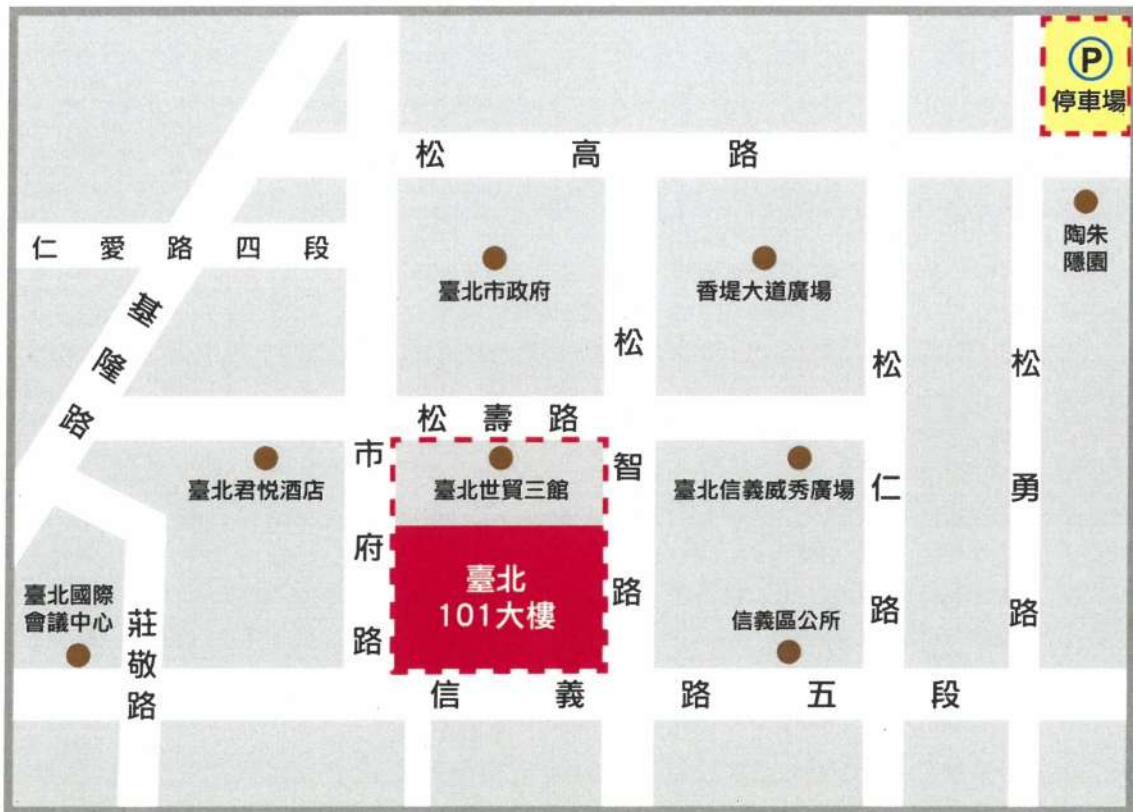 P
停車場
松高路
仁愛路四段
陶朱
隱園
臺北市政府
香堤大道廣場
基隆路
松壽路
臺北君悅酒店
市府路
臺北世貿三館
松智路
臺北信義威秀廣場
松仁路
松勇路
臺北
101大樓
臺北國際
會議中心
莊敬路
信義區公所
信義路五段